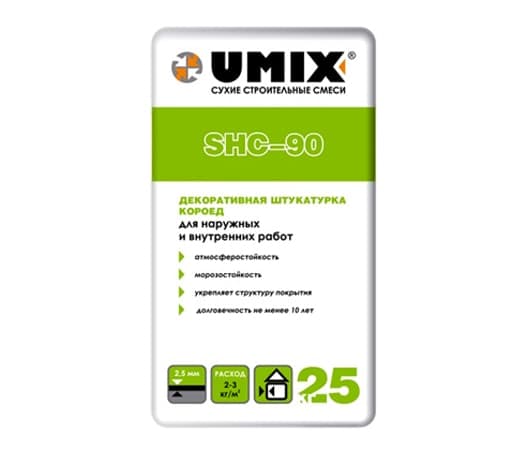 UMIX®
СУХИЕ СТРОИТЕЛЬНЫЕ СМЕСИ
SHC–90
ДЕКОРАТИВНАЯ ШТУКАТУРКА
КОРОЕД
для наружных
и внутренних работ
атмосферостойкость
морозостойкость
укрепляет структуру покрытия
долговечность не менее 10 лет
2,5 мм
РАСХОД
2-3
кг/м²
25
кг